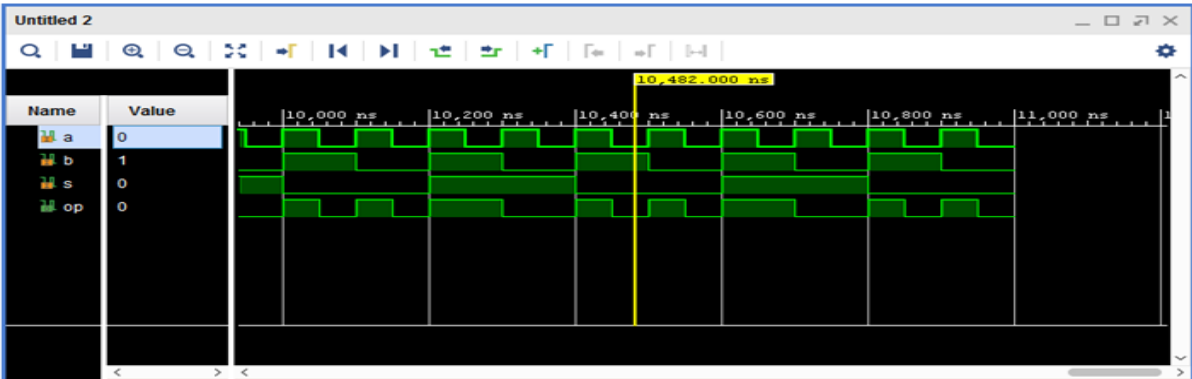 Untitled 2
10,482.000 ns
Name Value
10,000 ns 10,200 ns 10,400 ns 10,600 ns 10,800 ns 11,000 ns 1
a 0
b 1
s 0
op 0